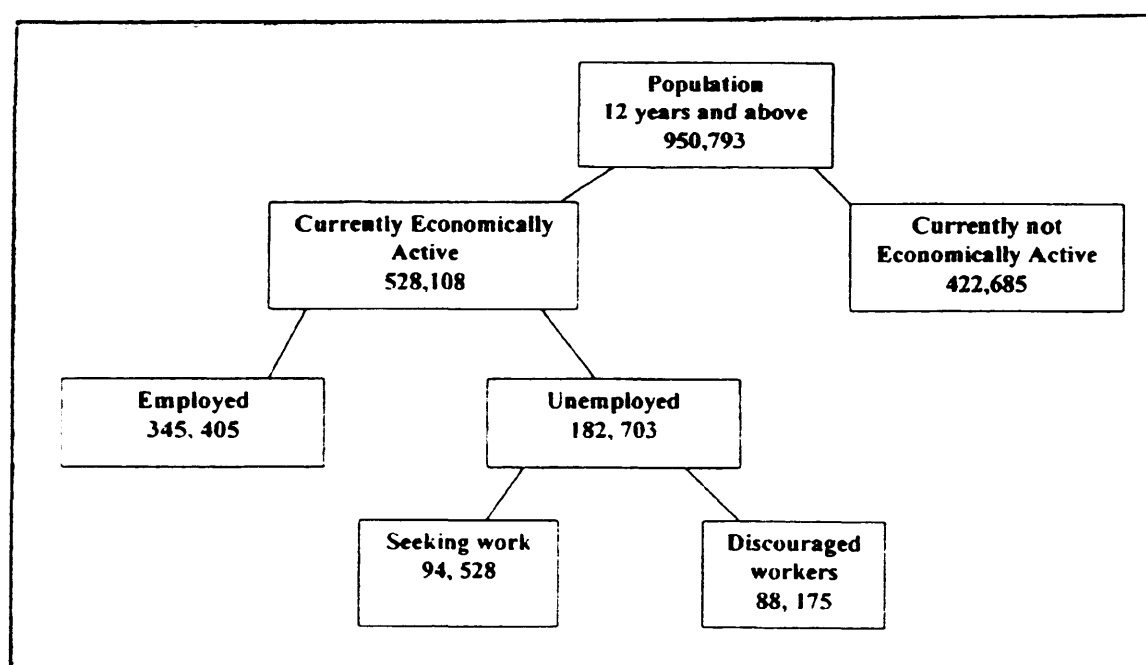 Population
12 years and above
950,793
Currently Economically
Active
528,108
Currently not
Economically Active
422,685
Employed
345, 405
Unemployed
182, 703
Seeking work
94, 528
Discouraged
workers
88, 175